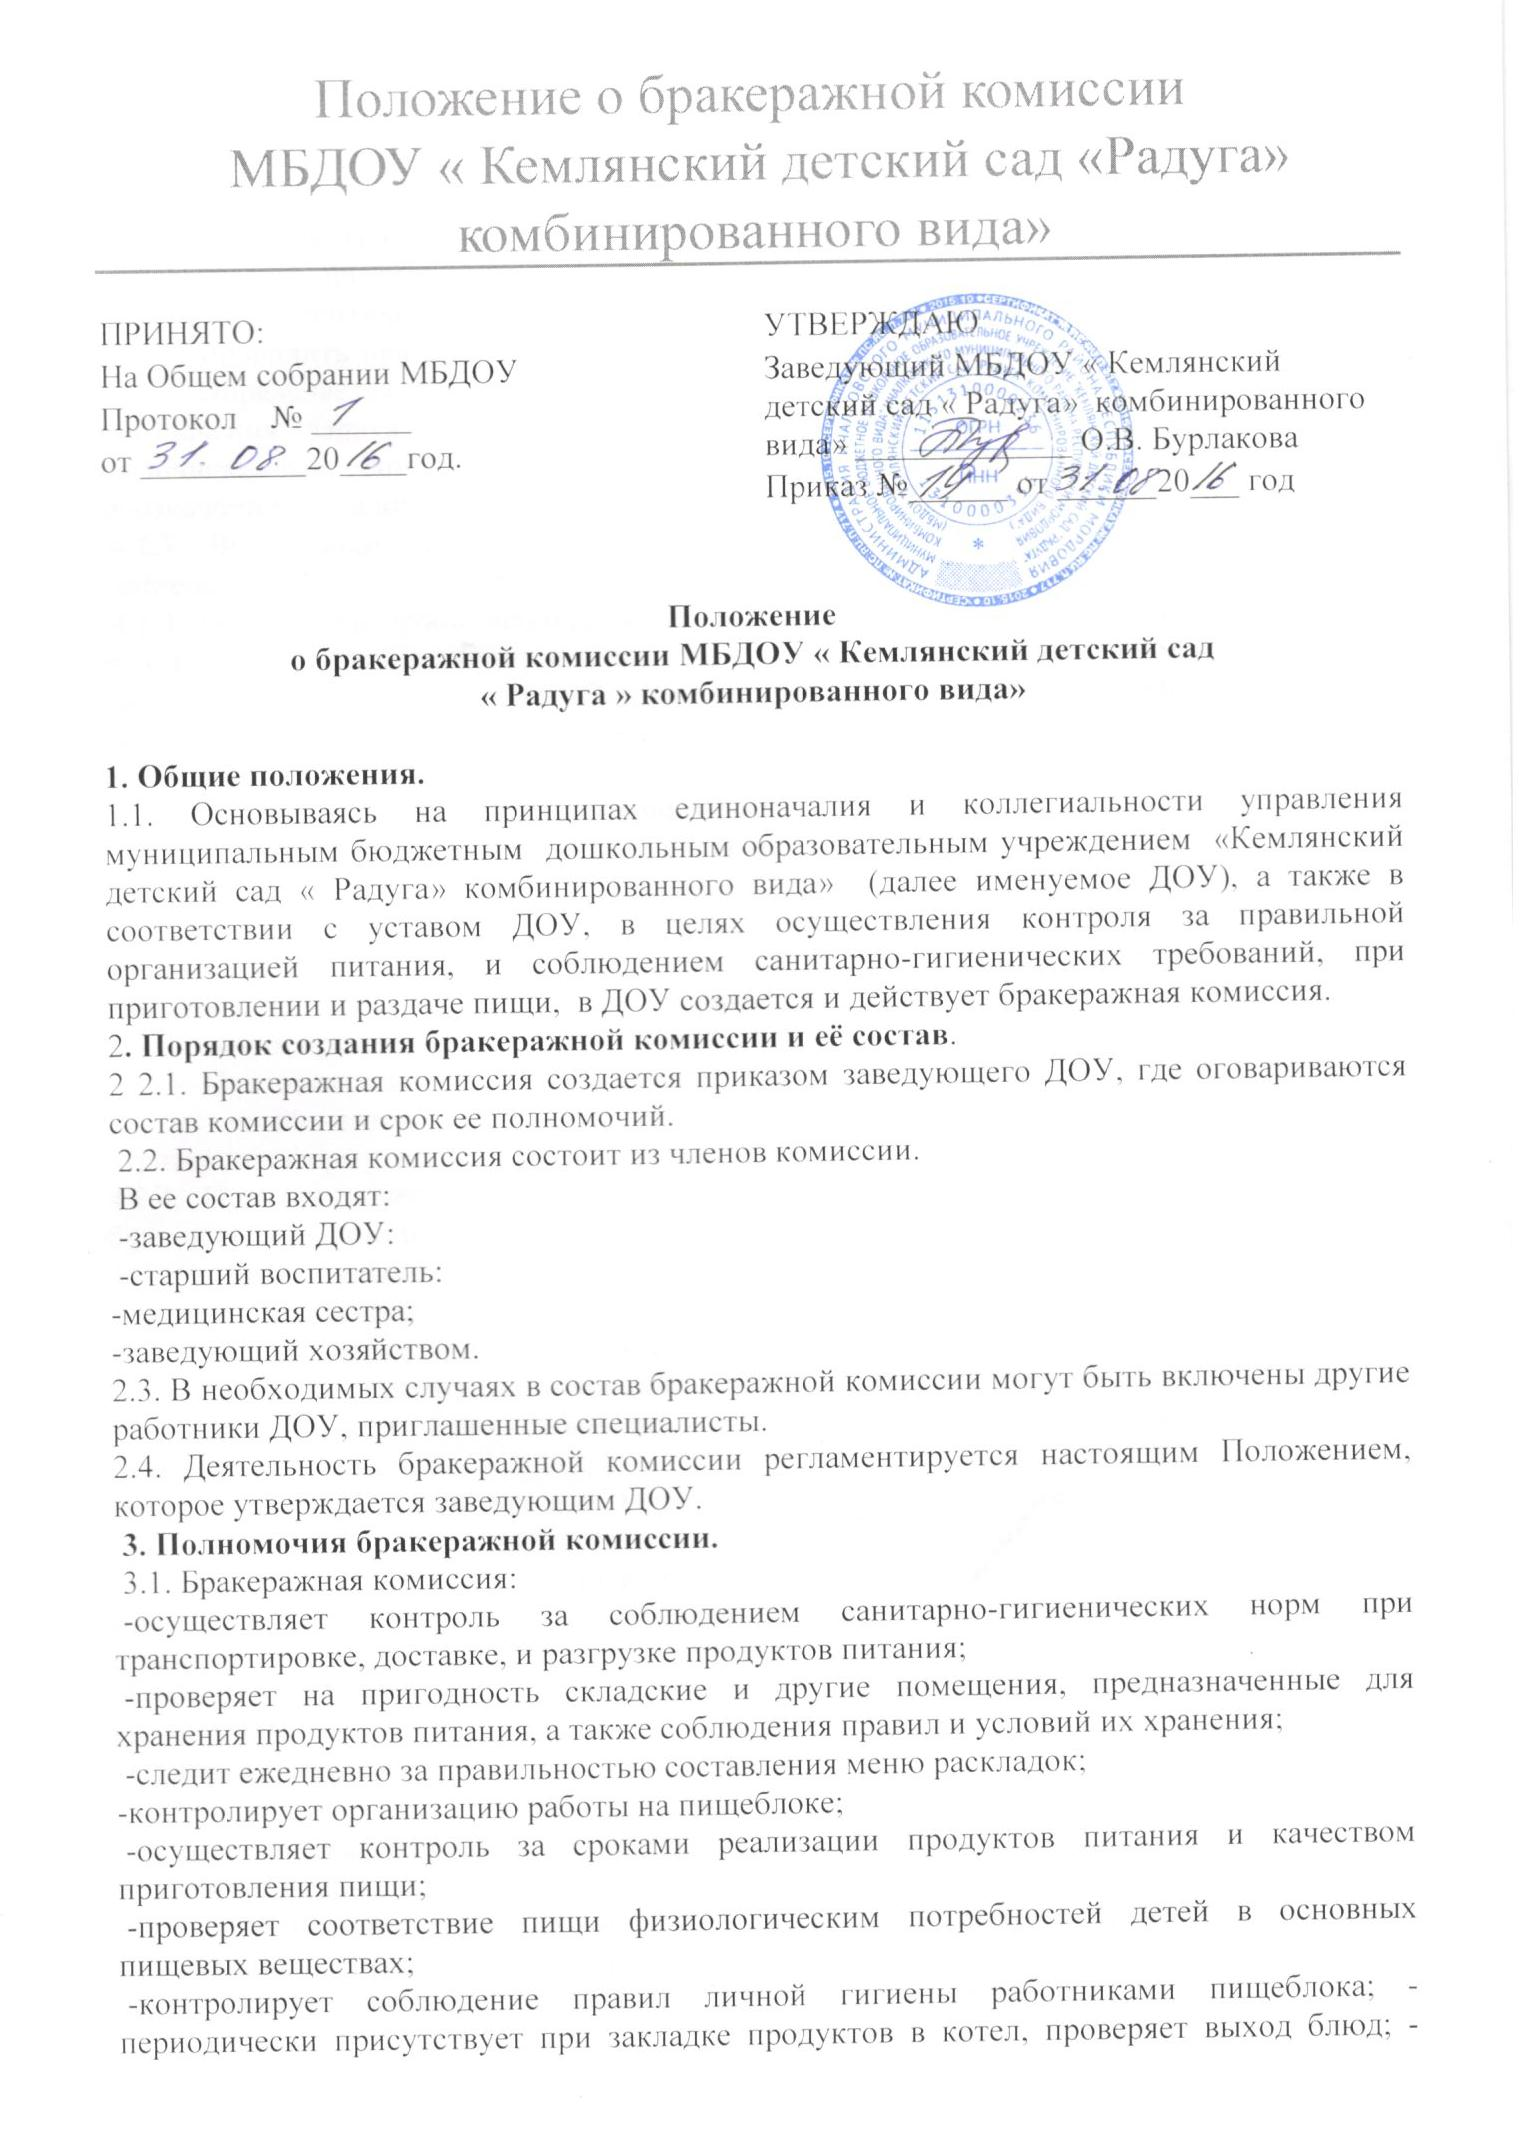 Положение о бракеражной комиссии
МБДОУ « Кемлянский детский сад «Радуга»
комбинированного вида»
ПРИНЯТО:
На Общем собрании МБДОУ
Протокол № 1
от 31. 08. 2016 год.
УТВЕРЖДАЮ
Заведующий МБДОУ « Кемлянский
детский сад « Радуга» комбинированного
вида» О.В. Бурлакова
Приказ № от 31 08 2016 год
ОГРН
ИНН
Положение
о бракеражной комиссии МБДОУ « Кемлянский детский сад
« Радуга » комбинированного вида»
1. Общие положения.
1.1. Основываясь на принципах единоначалия и коллегиальности управления
муниципальным бюджетным дошкольным образовательным учреждением «Кемлянский
детский сад « Радуга» комбинированного вида» (далее именуемое ДОУ), а также в
соответствии с уставом ДОУ, в целях осуществления контроля за правильной
организацией питания, и соблюдением санитарно-гигиенических требований, при
приготовлении и раздаче пищи, в ДОУ создается и действует бракеражная комиссия.
2. Порядок создания бракеражной комиссии и её состав.
2 2.1. Бракеражная комиссия создается приказом заведующего ДОУ, где оговариваются
состав комиссии и срок ее полномочий.
2.2. Бракеражная комиссия состоит из членов комиссии.
В ее состав входят:
-заведующий ДОУ:
-старший воспитатель:
-медицинская сестра;
-заведующий хозяйством.
2.3. В необходимых случаях в состав бракеражной комиссии могут быть включены другие
работники ДОУ, приглашенные специалисты.
2.4. Деятельность бракеражной комиссии регламентируется настоящим Положением,
которое утверждается заведующим ДОУ.
3. Полномочия бракеражной комиссии.
3.1. Бракеражная комиссия:
-осуществляет контроль за соблюдением санитарно-гигиенических норм при
транспортировке, доставке, и разгрузке продуктов питания;
-проверяет на пригодность складские и другие помещения, предназначенные для
хранения продуктов питания, а также соблюдения правил и условий их хранения;
-следит ежедневно за правильностью составления меню раскладок;
-контролирует организацию работы на пищеблоке;
-осуществляет контроль за сроками реализации продуктов питания и качеством
приготовления пищи;
-проверяет соответствие пищи физиологическим потребностей детей в основных
пищевых веществах;
-контролирует соблюдение правил личной гигиены работниками пищеблока; -
периодически присутствует при закладке продуктов в котел, проверяет выход блюд; -